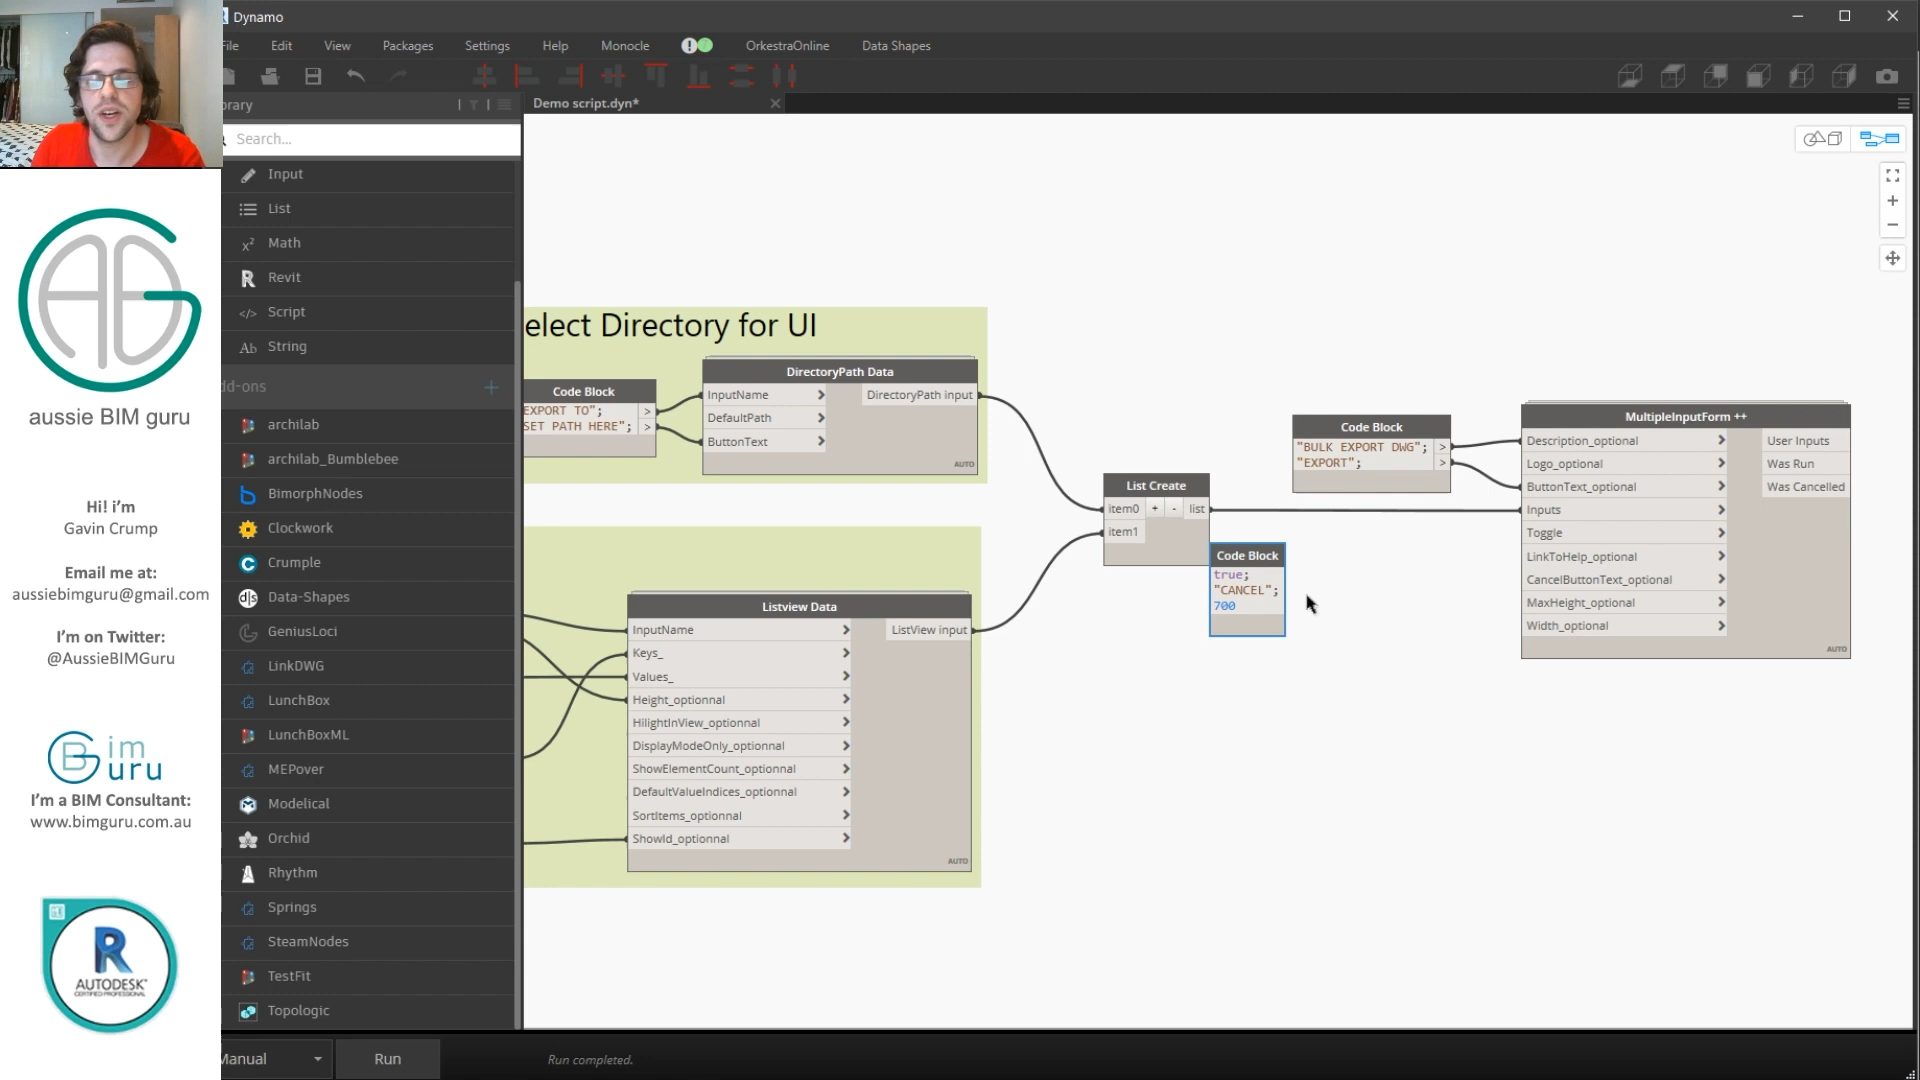 Dynamo
File Edit View Packages Settings Help Monocle OrkestraOnline Data Shapes
brary
Demo script.dyn*
Search...
Input
List
Math
Revit
Script
String
dd-ons
archilab
archilab_Bumblebee
BimorphNodes
Clockwork
Crumple
Data-Shapes
GeniusLoci
LinkDWG
LunchBox
LunchBoxML
MEPover
Modelical
Orchid
Rhythm
Springs
SteamNodes
TestFit
Topologic
Manual
Run
Run completed.
aussie BIM guru
Hi! i'm
Gavin Crump
Email me at:
aussiebimguru@gmail.com
I'm on Twitter:
@AussieBIMGuru
Bim
uru
I'm a BIM Consultant:
www.bimguru.com.au
R
AUTODESK
CERTIFIED PROFESSIONAL
elect Directory for UI
Code Block
EXPORT TO";
SET PATH HERE";
DirectoryPath Data
InputName
DefaultPath
ButtonText
DirectoryPath input
AUTO
Listview Data
InputName
Keys_
Values_
Height_optionnal
HilightInView_optionnal
DisplayModeOnly_optionnal
ShowElementCount_optionnal
DefaultValueIndices_optionnal
SortItems_optionnal
ShowId_optionnal
ListView input
AUTO
List Create
item0 + - list
item1
Code Block
true;
"CANCEL";
700
Code Block
"BULK EXPORT DWG";
"EXPORT";
MultipleInputForm ++
Description_optional
Logo_optional
ButtonText_optional
Inputs
Toggle
LinkToHelp_optional
CancelButtonText_optional
MaxHeight_optional
Width_optional
User Inputs
Was Run
Was Cancelled
AUTO